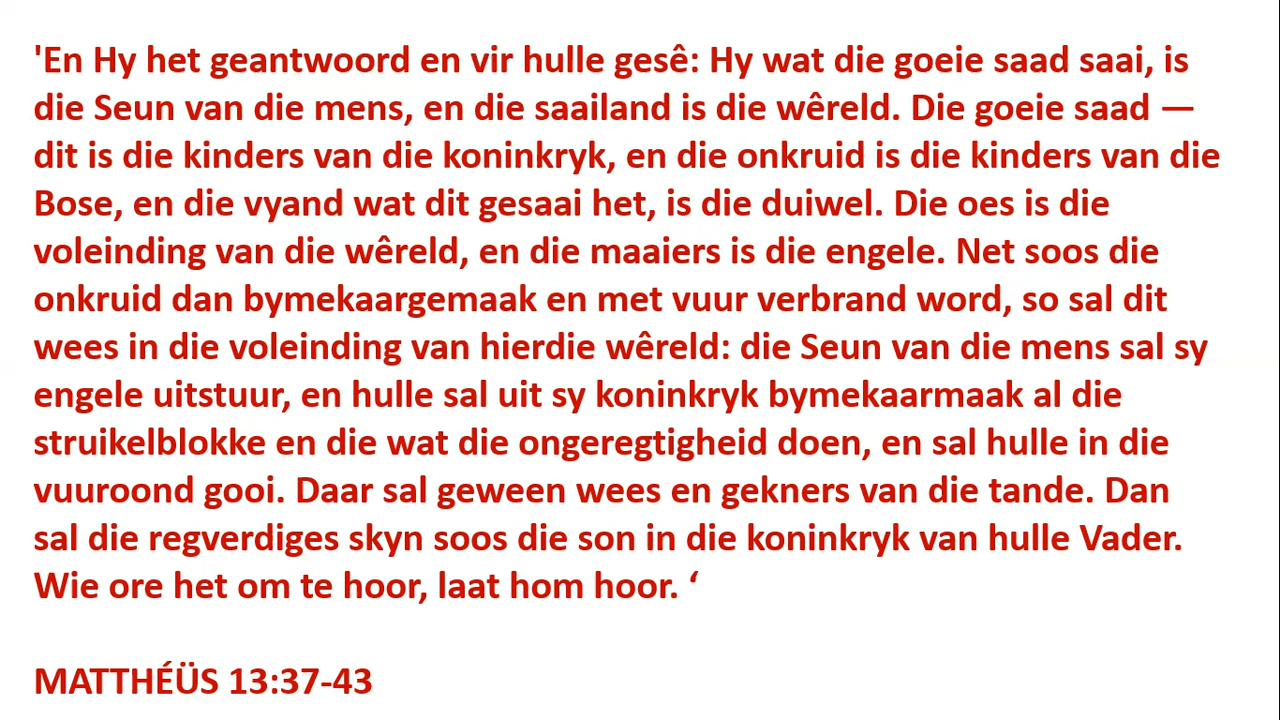 'En Hy het geantwoord en vir hulle gesê: Hy wat die goeie saad saai, is
die Seun van die mens, en die saailand is die wêreld. Die goeie saad —
dit is die kinders van die koninkryk, en die onkruid is die kinders van die
Bose, en die vyand wat dit gesaai het, is die duiwel. Die oes is die
voleinding van die wêreld, en die maaiers is die engele. Net soos die
onkruid dan bymekaargemaak en met vuur verbrand word, so sal dit
wees in die voleinding van hierdie wêreld: die Seun van die mens sal sy
engele uitstuur, en hulle sal uit sy koninkryk bymekaarmaak al die
struikelblokke en die wat die ongeregtigheid doen, en sal hulle in die
vuuroond gooi. Daar sal geween wees en gekners van die tande. Dan
sal die regverdiges skyn soos die son in die koninkryk van hulle Vader.
Wie ore het om te hoor, laat hom hoor. ‘
MATTHÉÜS 13:37-43